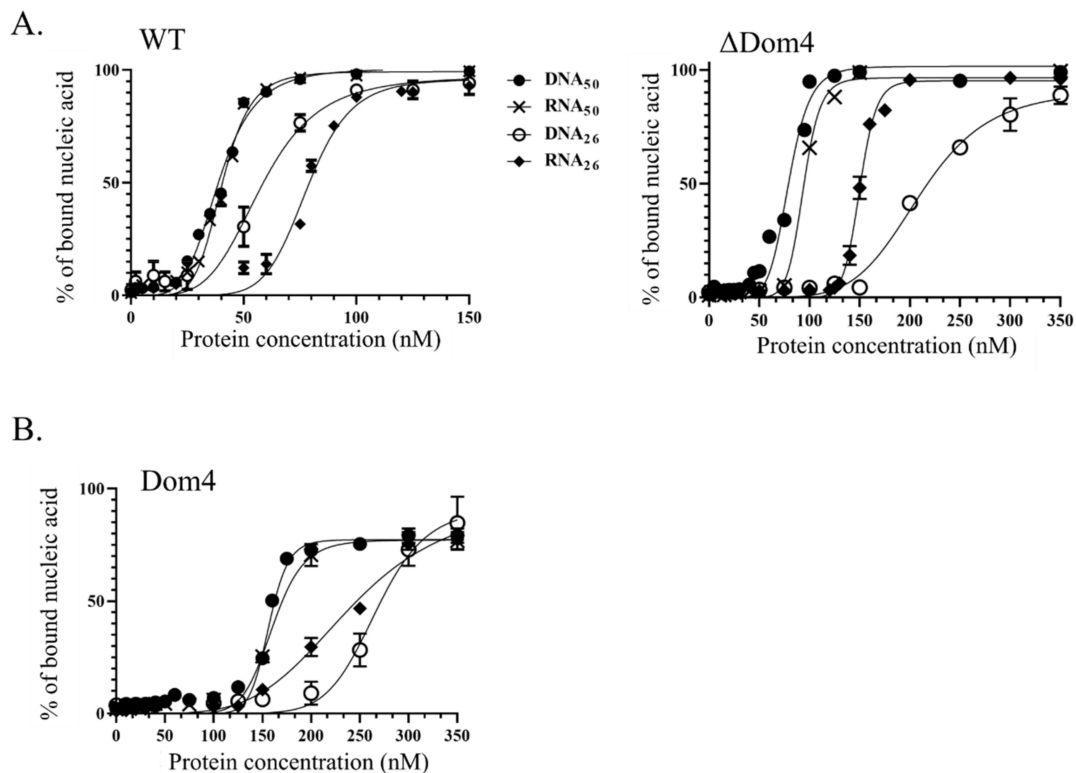 A.
WT
% of bound nucleic acid
100
50
0
0 50 100 150
Protein concentration (nM)
DNA50
RNA50
DNA26
RNA26
ΔDom4
% of bound nucleic acid
100
50
0
0 50 100 150 200 250 300 350
Protein concentration (nM)
B.
Dom4
% of bound nucleic acid
100
50
0
0 50 100 150 200 250 300 350
Protein concentration (nM)